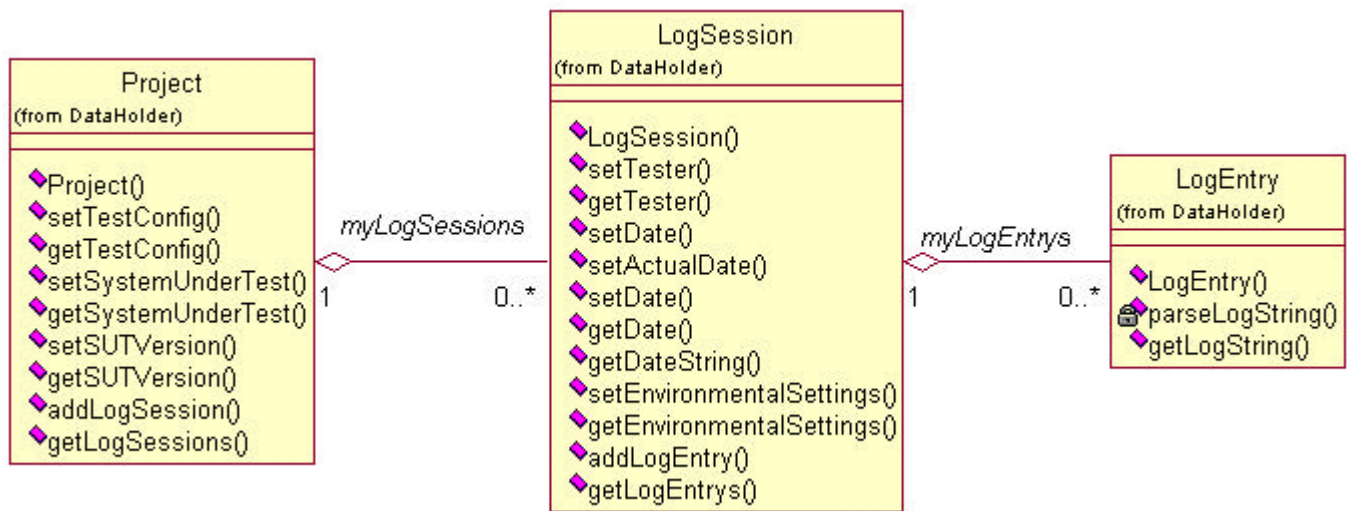 Project
(from DataHolder)
Project()
setTestConfig()
getTestConfig()
setSystemUnderTest()
getSystemUnderTest()
setSUTVersion()
getSUTVersion()
addLogSession()
getLogSessions()
myLogSessions
1
0..*
LogSession
(from DataHolder)
LogSession()
setTester()
getTester()
setDate()
setActualDate()
setDate()
getDate()
getDateString()
setEnvironmentalSettings()
getEnvironmentalSettings()
addLogEntry()
getLogEntrys()
myLogEntrys
1
0..*
LogEntry
(from DataHolder)
LogEntry()
parseLogString()
getLogString()